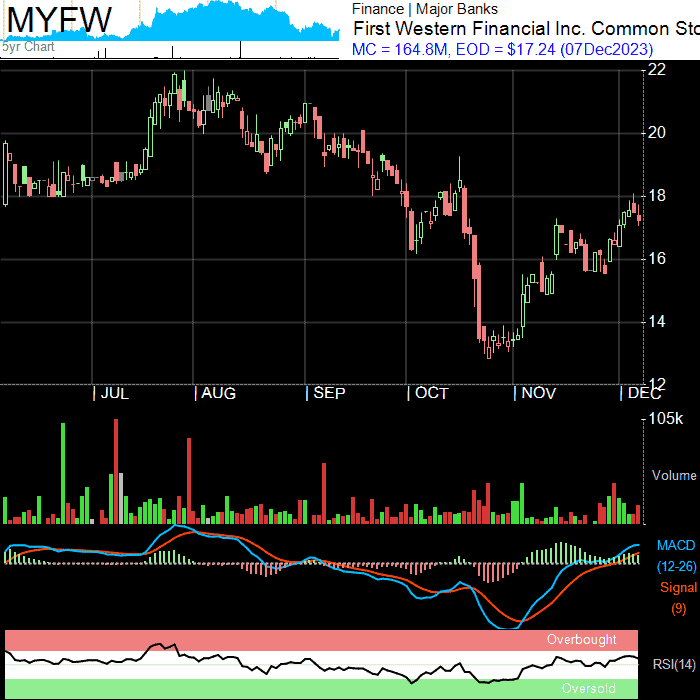 MYFW
5yr Chart
Finance | Major Banks
First Western Financial Inc. Common Sto
MC = 164.8M, EOD = $17.24 (07Dec2023)
22
20
18
16
14
12
JUL AUG SEP OCT NOV DEC
105k
Volume
MACD
(12-26)
Signal
(9)
Overbought
RSI(14)
Oversold